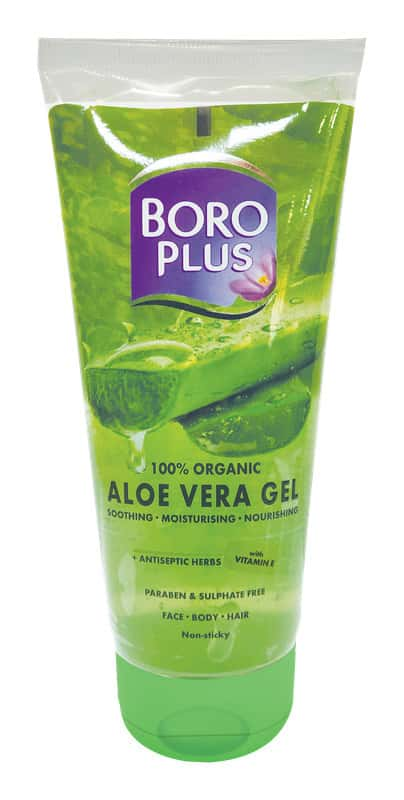 BORO
PLUS
100% ORGANIC
ALOE VERA GEL
SOOTHING • MOISTURISING • NOURISHING
+ ANTISEPTIC HERBS with VITAMIN E
PARABEN & SULPHATE FREE
FACE • BODY • HAIR
Non-sticky